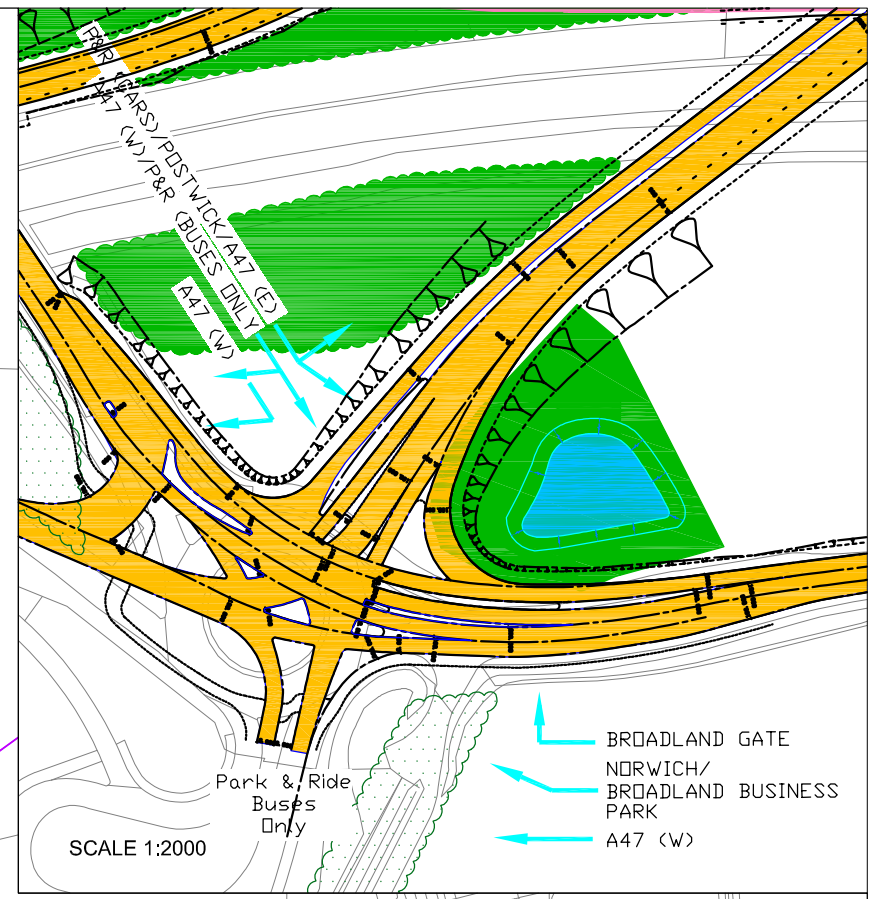 P&R (CARS)/POSTWICK/A47 (E)
A47 (W)/P&R (BUSES ONLY
A47 (W)
BROADLAND GATE
NORWICH/
BROADLAND BUSINESS
PARK
A47 (W)
Park & Ride
Buses
Only
SCALE 1:2000